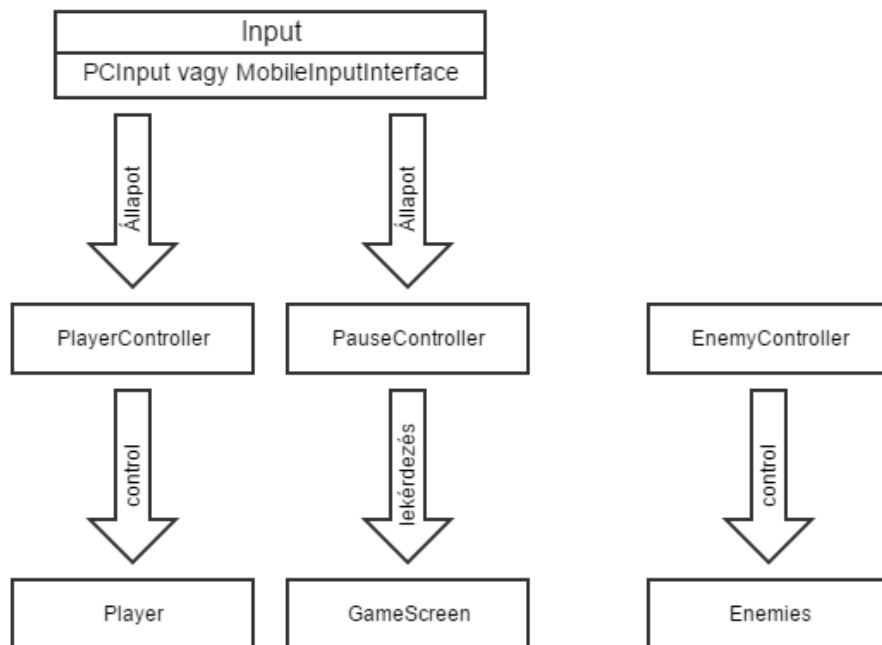 Input
PCInput vagy MobileInputInterface
Állapot
Állapot
PlayerController
PauseController
EnemyController
control
lekérdezés
control
Player
GameScreen
Enemies